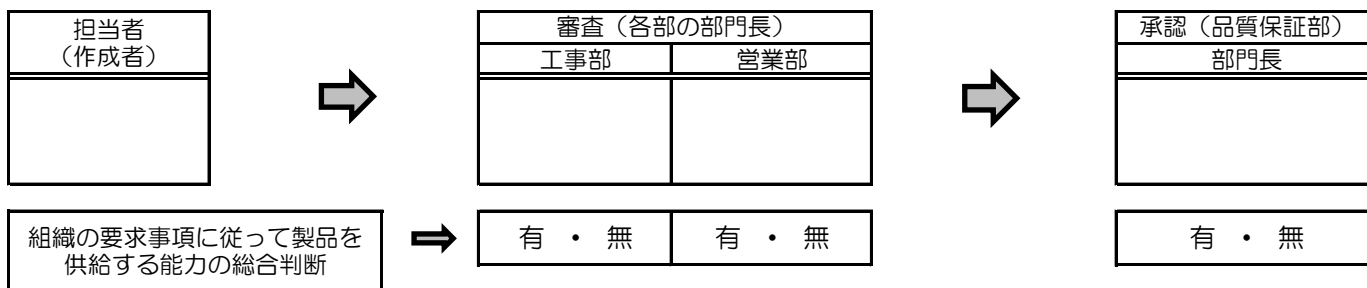 担当者
（作成者）
審査（各部の部門長）
工事部 営業部
承認（品質保証部）
部門長
組織の要求事項に従って製品を
供給する能力の総合判断
有 ・ 無 有 ・ 無 有 ・ 無